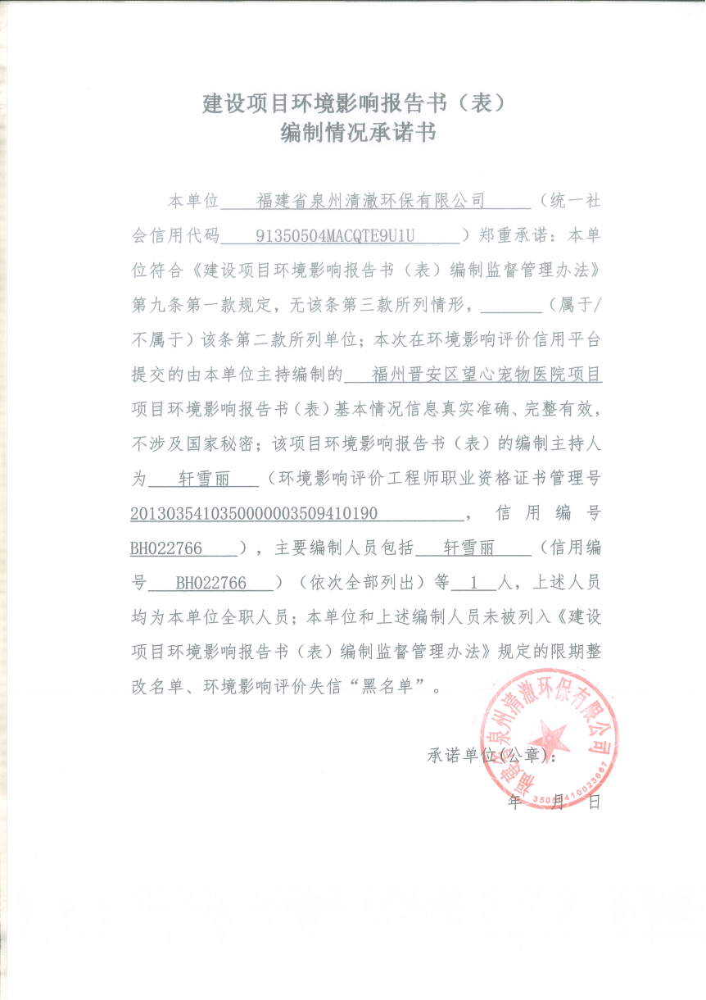 建设项目环境影响报告书（表）
编制情况承诺书
本单位 福建省泉州清澈环保有限公司 （统一社
会信用代码 91350504MACQTE9U1U ）郑重承诺：本单
位符合《建设项目环境影响报告书（表）编制监督管理办法》
第九条第一款规定，无该条第三款所列情形，_______（属于/
不属于）该条第二款所列单位；本次在环境影响评价信用平台
提交的由本单位主持编制的 福州晋安区望心宠物医院项目
项目环境影响报告书（表）基本情况信息真实准确、完整有效，
不涉及国家秘密；该项目环境影响报告书（表）的编制主持人
为 轩雪丽 （环境影响评价工程师职业资格证书管理号
2013035410350000003509410190 ，信用编号
BH022766 ），主要编制人员包括 轩雪丽 （信用编
号 BH022766 ）（依次全部列出）等 1 人，上述人员
均为本单位全职人员；本单位和上述编制人员未被列入《建设
项目环境影响报告书（表）编制监督管理办法》规定的限期整
改名单、环境影响评价失信“黑名单”。
福建省泉州清澈环保有限公司
承诺单位(公章)：
年 月 日